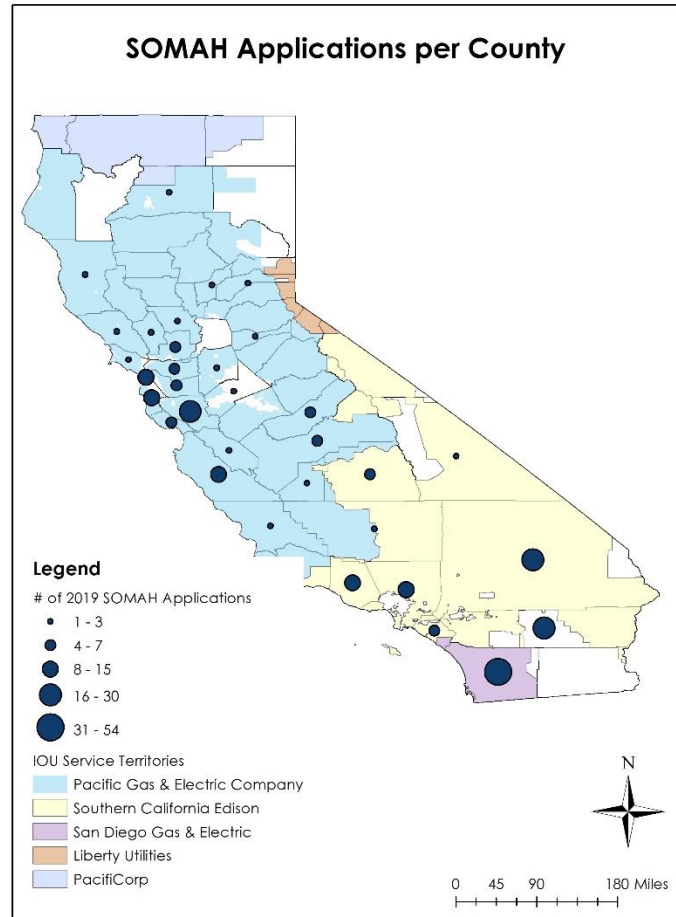 SOMAH Applications per County
Legend
# of 2019 SOMAH Applications
1 - 3
4 - 7
8 - 15
16 - 30
31 - 54
IOU Service Territories
Pacific Gas & Electric Company
Southern California Edison
San Diego Gas & Electric
Liberty Utilities
PacifiCorp
N
0 45 90 180 Miles